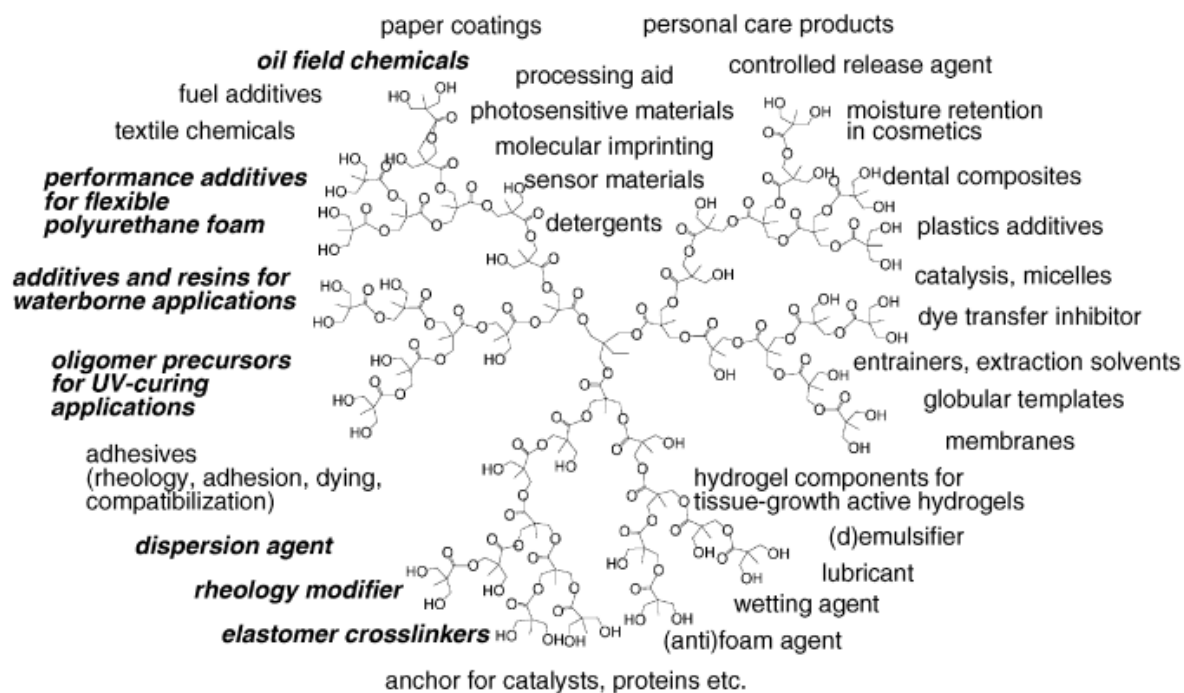 paper coatings
personal care products
oil field chemicals
processing aid
controlled release agent
fuel additives
photosensitive materials
moisture retention
in cosmetics
textile chemicals
molecular imprinting
performance additives
for flexible
polyurethane foam
sensor materials
dental composites
detergents
plastics additives
additives and resins for
waterborne applications
catalysis, micelles
dye transfer inhibitor
oligomer precursors
for UV-curing
applications
entrainers, extraction solvents
globular templates
membranes
adhesives
(rheology, adhesion, dying,
compatibilization)
hydrogel components for
tissue-growth active hydrogels
dispersion agent
(d)emulsifier
lubricant
rheology modifier
wetting agent
elastomer crosslinkers
(anti)foam agent
anchor for catalysts, proteins etc.